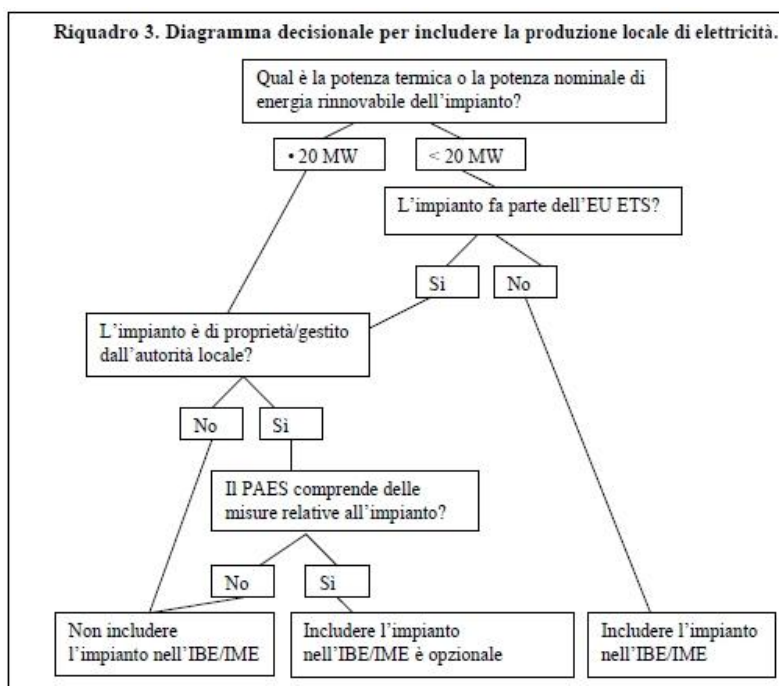 Riquadro 3. Diagramma decisionale per includere la produzione locale di elettricità.
Qual è la potenza termica o la potenza nominale di
energia rinnovabile dell'impianto?
• 20 MW
< 20 MW
L'impianto fa parte dell'EU ETS?
Sì
No
L'impianto è di proprietà/gestito
dall'autorità locale?
No
Sì
Il PAES comprende delle
misure relative all'impianto?
No
Sì
Non includere
l'impianto nell'IBE/IME
Includere l'impianto
nell'IBE/IME è opzionale
Includere l'impianto
nell'IBE/IME